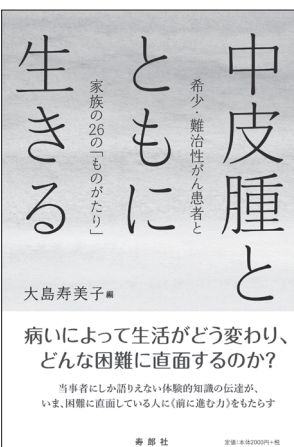 中皮腫と
ともに
生きる
希少・難治性がん患者と
家族の26の「ものがたり」
大島寿美子 編
病いによって生活がどう変わり、
どんな困難に直面するのか?
当事者にしか語りえない体験的知識の伝達が、
いま、困難に直面している人に《前に進む力》をもたらす
寿郎社
定価:本体2000円+税